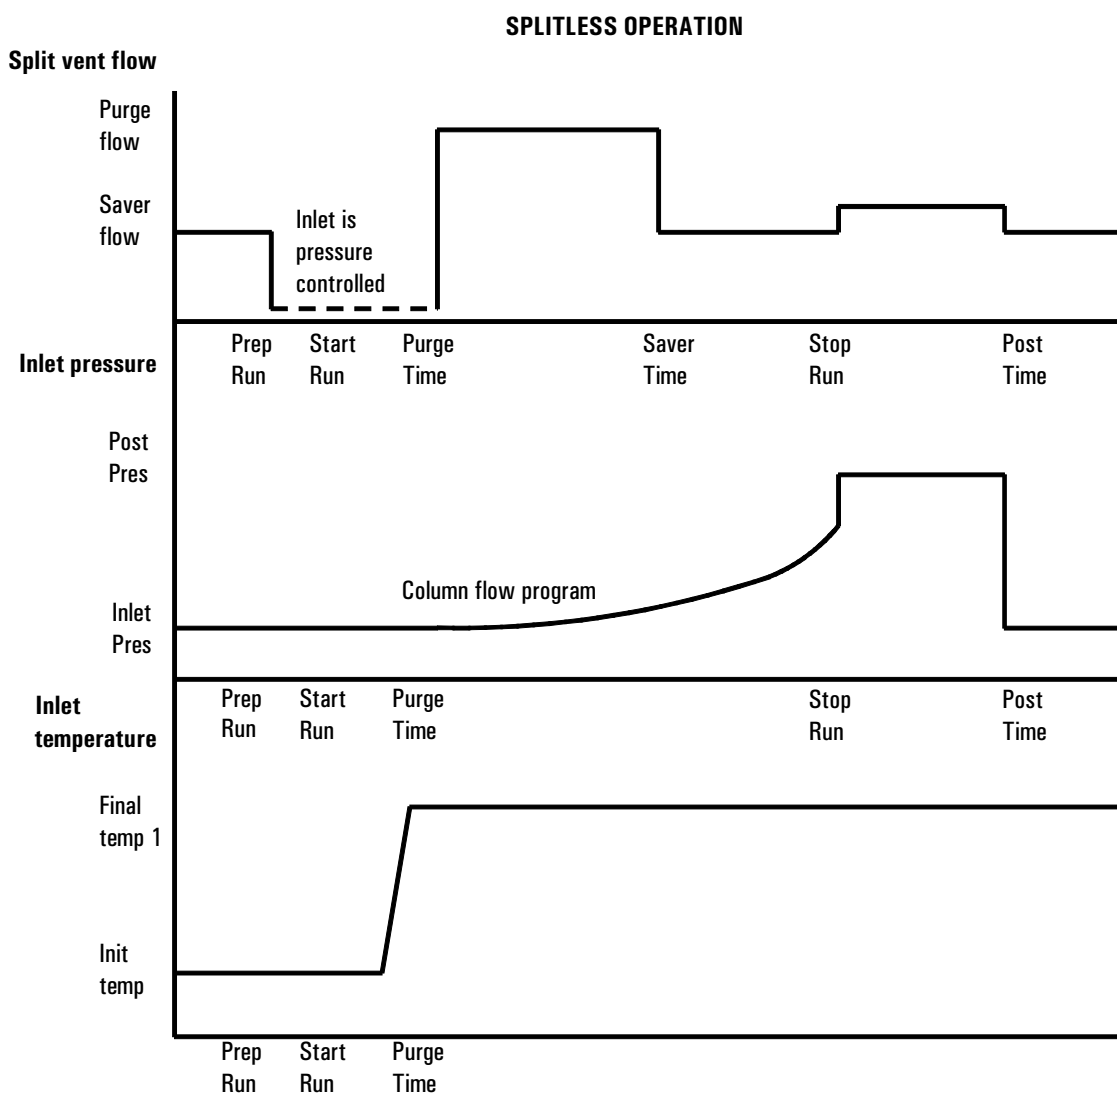 SPLITLESS OPERATION
Split vent flow
Purge
flow
Saver
flow
Inlet is
pressure
controlled
Prep
Run
Start
Run
Purge
Time
Saver
Time
Stop
Run
Post
Time
Inlet pressure
Post
Pres
Column flow program
Inlet
Pres
Prep
Run
Start
Run
Purge
Time
Stop
Run
Post
Time
Inlet
temperature
Final
temp 1
Init
temp
Prep
Run
Start
Run
Purge
Time